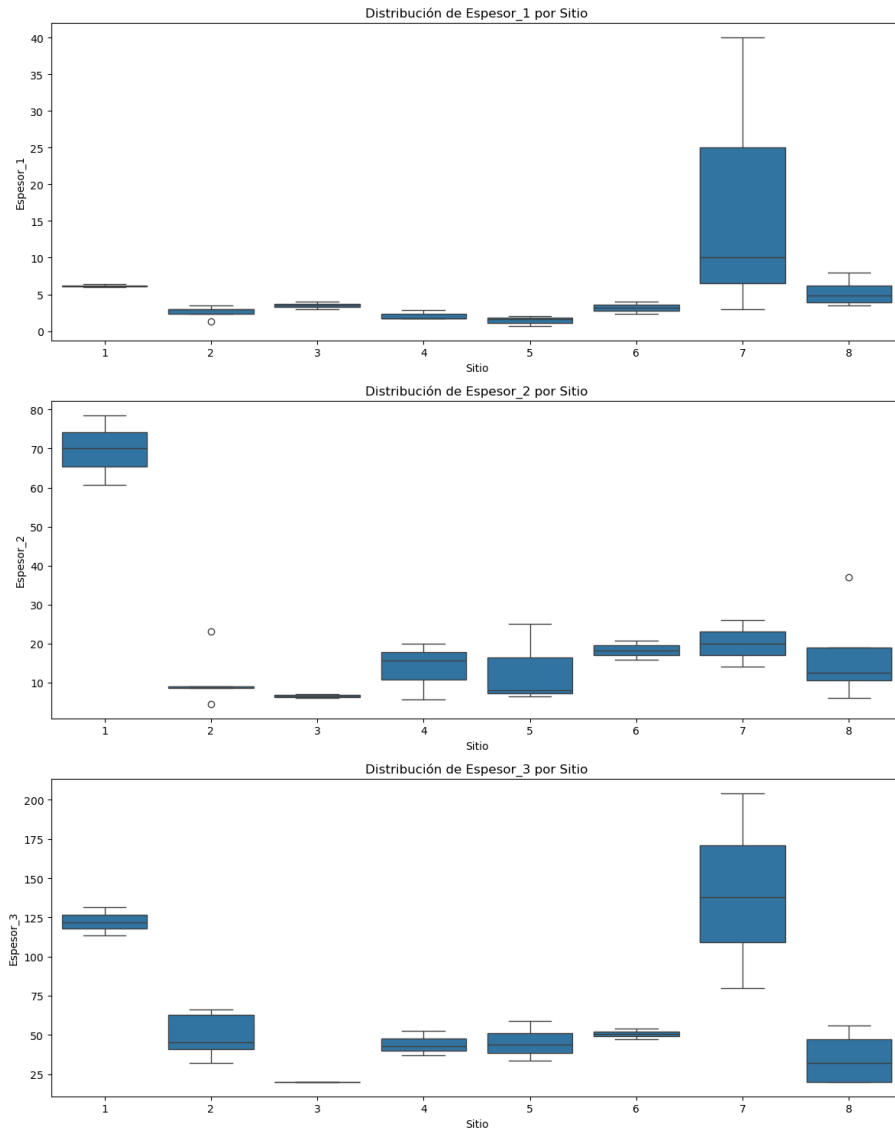 Distribución de Espesor_1 por Sitio
40
35
30
25
20
15
10
5
0
Espesor_1
1 2 3 4 5 6 7 8
Sitio
Distribución de Espesor_2 por Sitio
80
70
60
50
40
30
20
10
Espesor_2
1 2 3 4 5 6 7 8
Sitio
Distribución de Espesor_3 por Sitio
200
175
150
125
100
75
50
25
Espesor_3
1 2 3 4 5 6 7 8
Sitio